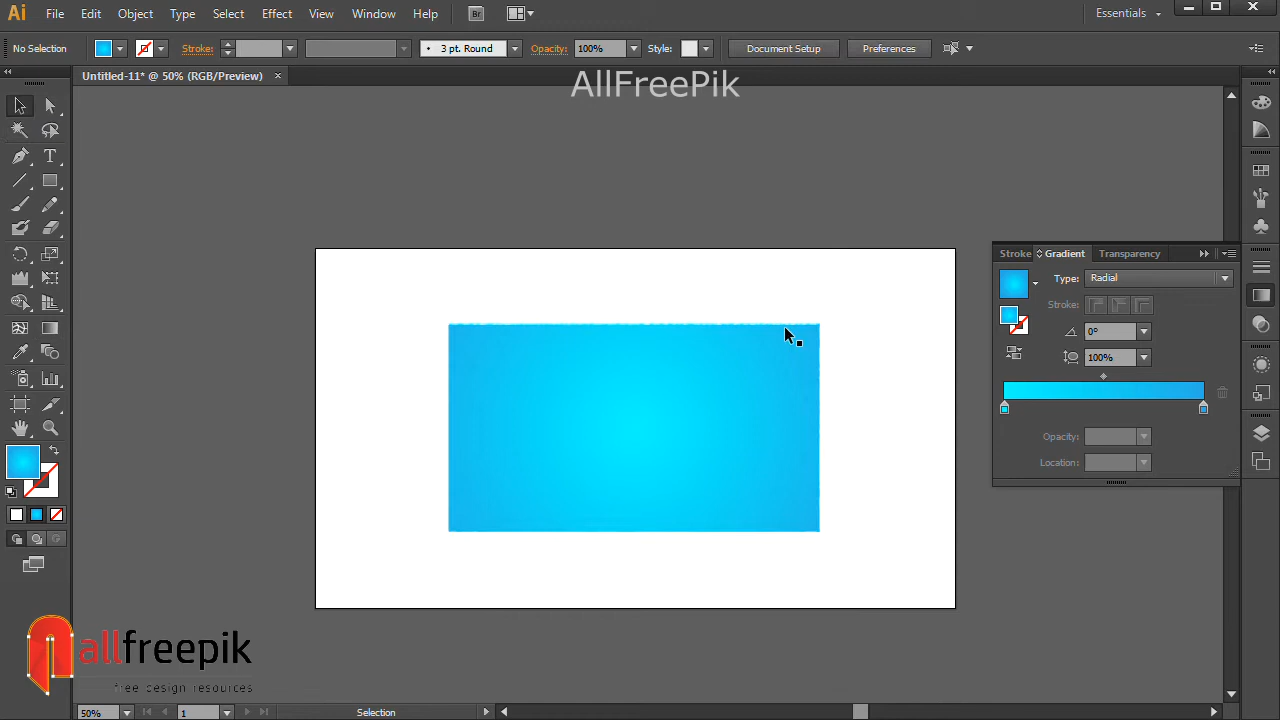 Ai File Edit Object Type Select Effect View Window Help Br Essentials
No Selection Stroke: 3 pt. Round Opacity: 100% Style: Document Setup Preferences
Untitled-11* @ 50% (RGB/Preview)
AllFreePik
Stroke Gradient Transparency
Type: Radial
Stroke:
0°
100%
Opacity:
Location:
allfreepik
free design resources
50% 1 Selection